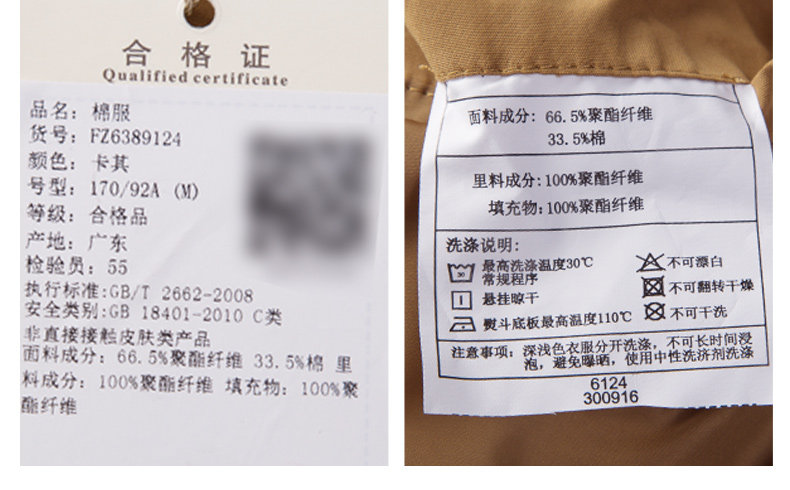 合格证
Qualified certificate
品名：棉服
货号：FZ6389124
颜色：卡其
号型：170/92A (M)
等级：合格品
产地：广东
检验员：55
执行标准:GB/T 2662-2008
安全类别:GB 18401-2010 C类
非直接接触皮肤类产品
面料成分：66.5%聚酯纤维 33.5%棉 里
料成分：100%聚酯纤维 填充物：100%聚
酯纤维
面料成分：66.5%聚酯纤维
33.5%棉
里料成分:100%聚酯纤维
填充物:100%聚酯纤维
洗涤说明:
30
最高洗涤温度30℃
常规程序
悬挂晾干
熨斗底板最高温度110℃
不可漂白
不可翻转干燥
不可干洗
注意事项：深浅色衣服分开洗涤，不可长时间浸
泡，避免曝晒，使用中性洗济剂洗涤
6124
300916